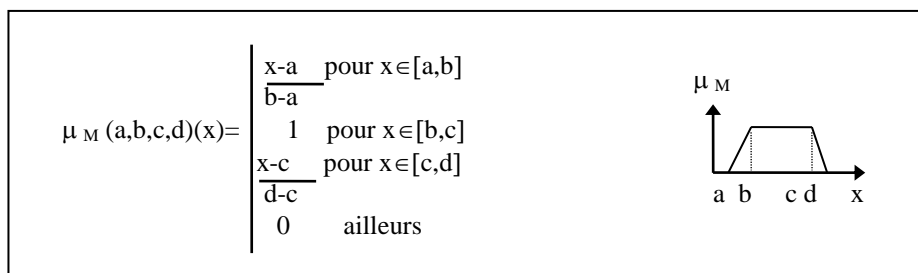 x-a pour x∈[a,b]
b-a
μ M (a,b,c,d)(x)= 1 pour x∈[b,c]
x-c pour x∈[c,d]
d-c
0 ailleurs
μ M
a b c d x